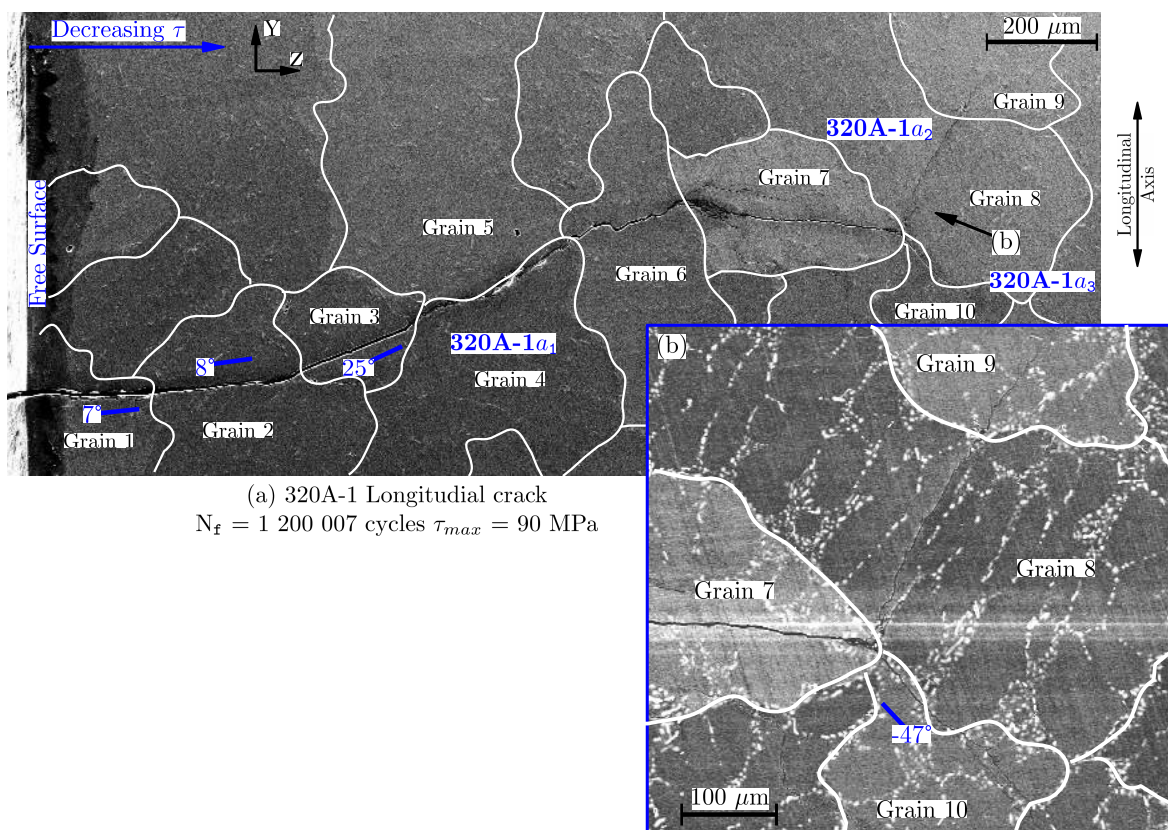 Decreasing τ
Y
Z
200 μm
Grain 9
320A-1a₂
Grain 7
Grain 8
Longitudinal
Axis
Free Surface
Grain 5
(b)
Grain 6
320A-1a₃
Grain 3
Grain 10
320A-1a₁
8°
25°
Grain 4
7°
Grain 1
Grain 2
(a) 320A-1 Longitudial crack
N_f = 1 200 007 cycles τ_max = 90 MPa
(b)
Grain 9
Grain 7
Grain 8
-47°
100 μm
Grain 10